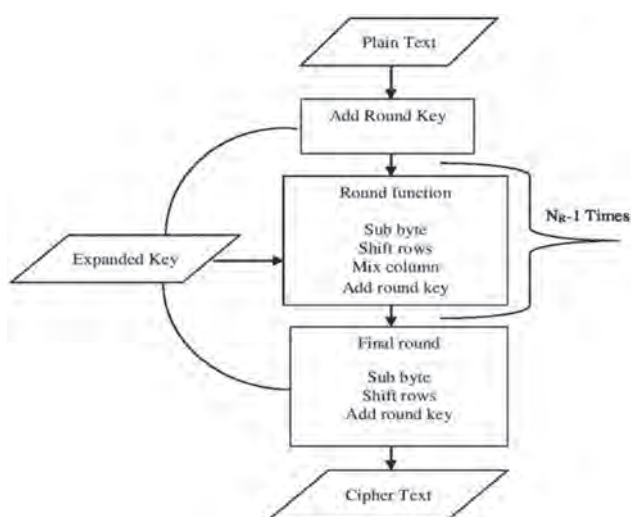 Plain Text
Add Round Key
Round function
N_R-1 Times
Sub byte
Shift rows
Expanded Key
Mix column
Add round key
Final round
Sub byte
Shift rows
Add round key
Cipher Text